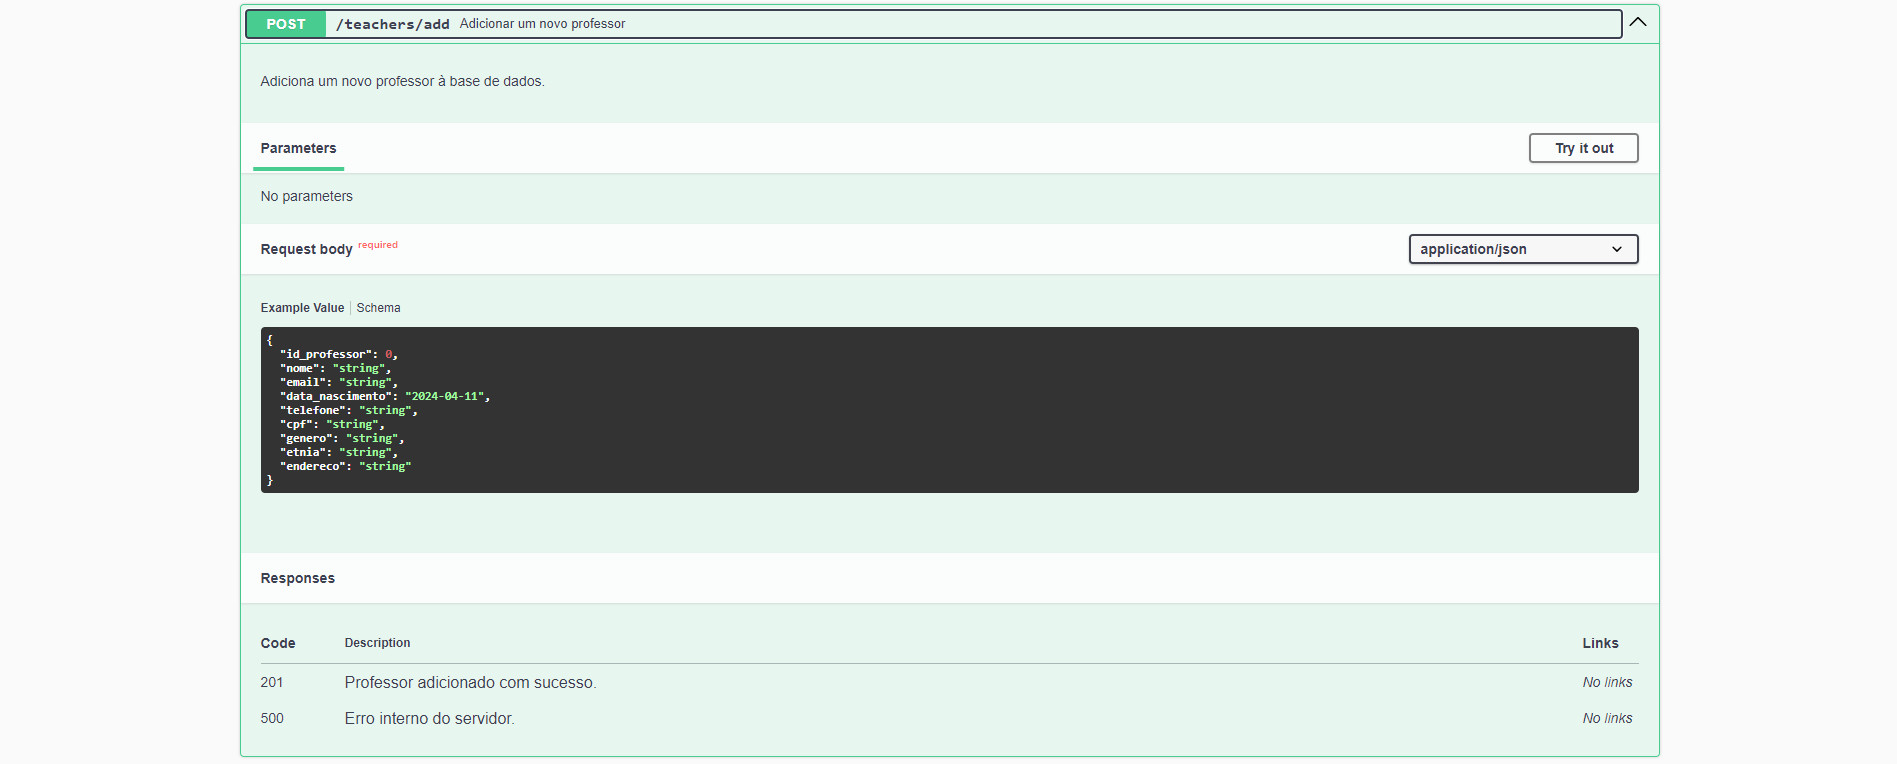 POST /teachers/add Adicionar um novo professor
Adiciona um novo professor à base de dados.
Parameters Try it out
No parameters
Request body required application/json
Example Value Schema
{
"id_professor": 0,
"nome": "string",
"email": "string",
"data_nascimento": "2024-04-11",
"telefone": "string",
"cpf": "string",
"genero": "string",
"etnia": "string",
"endereco": "string"
}
Responses
Code Description Links
201 Professor adicionado com sucesso. No links
500 Erro interno do servidor. No links